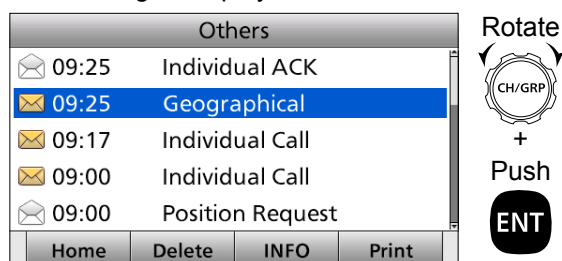 Others
Rotate
09:25 Individual ACK
09:25 Geographical
CH/GRP
09:17 Individual Call
+
09:00 Individual Call
Push
09:00 Position Request
ENT
Home Delete INFO Print